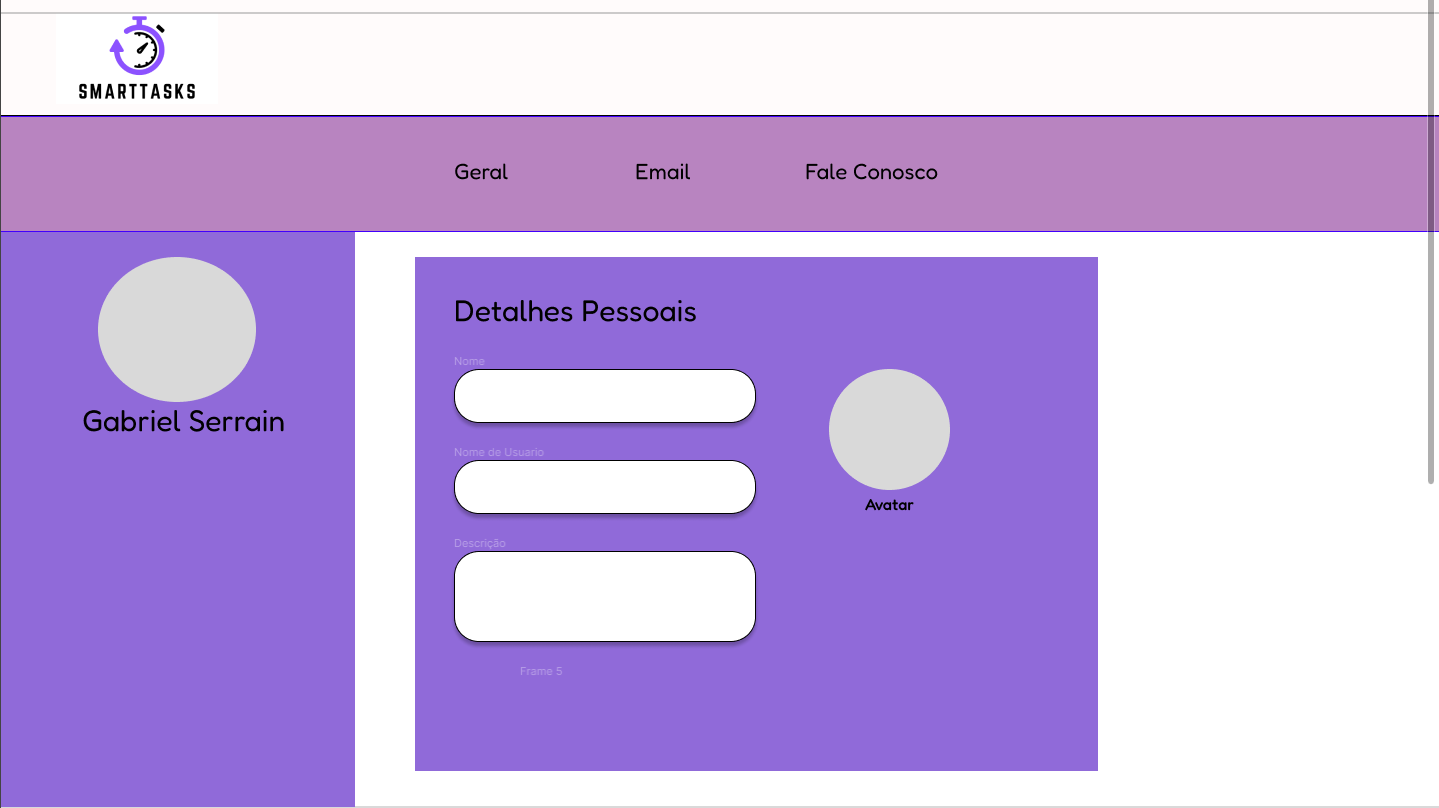 SMARTTASKS
Geral Email Fale Conosco
Gabriel Serrain
Detalhes Pessoais
Nome
Nome de Usuario
Avatar
Descrição
Frame 5